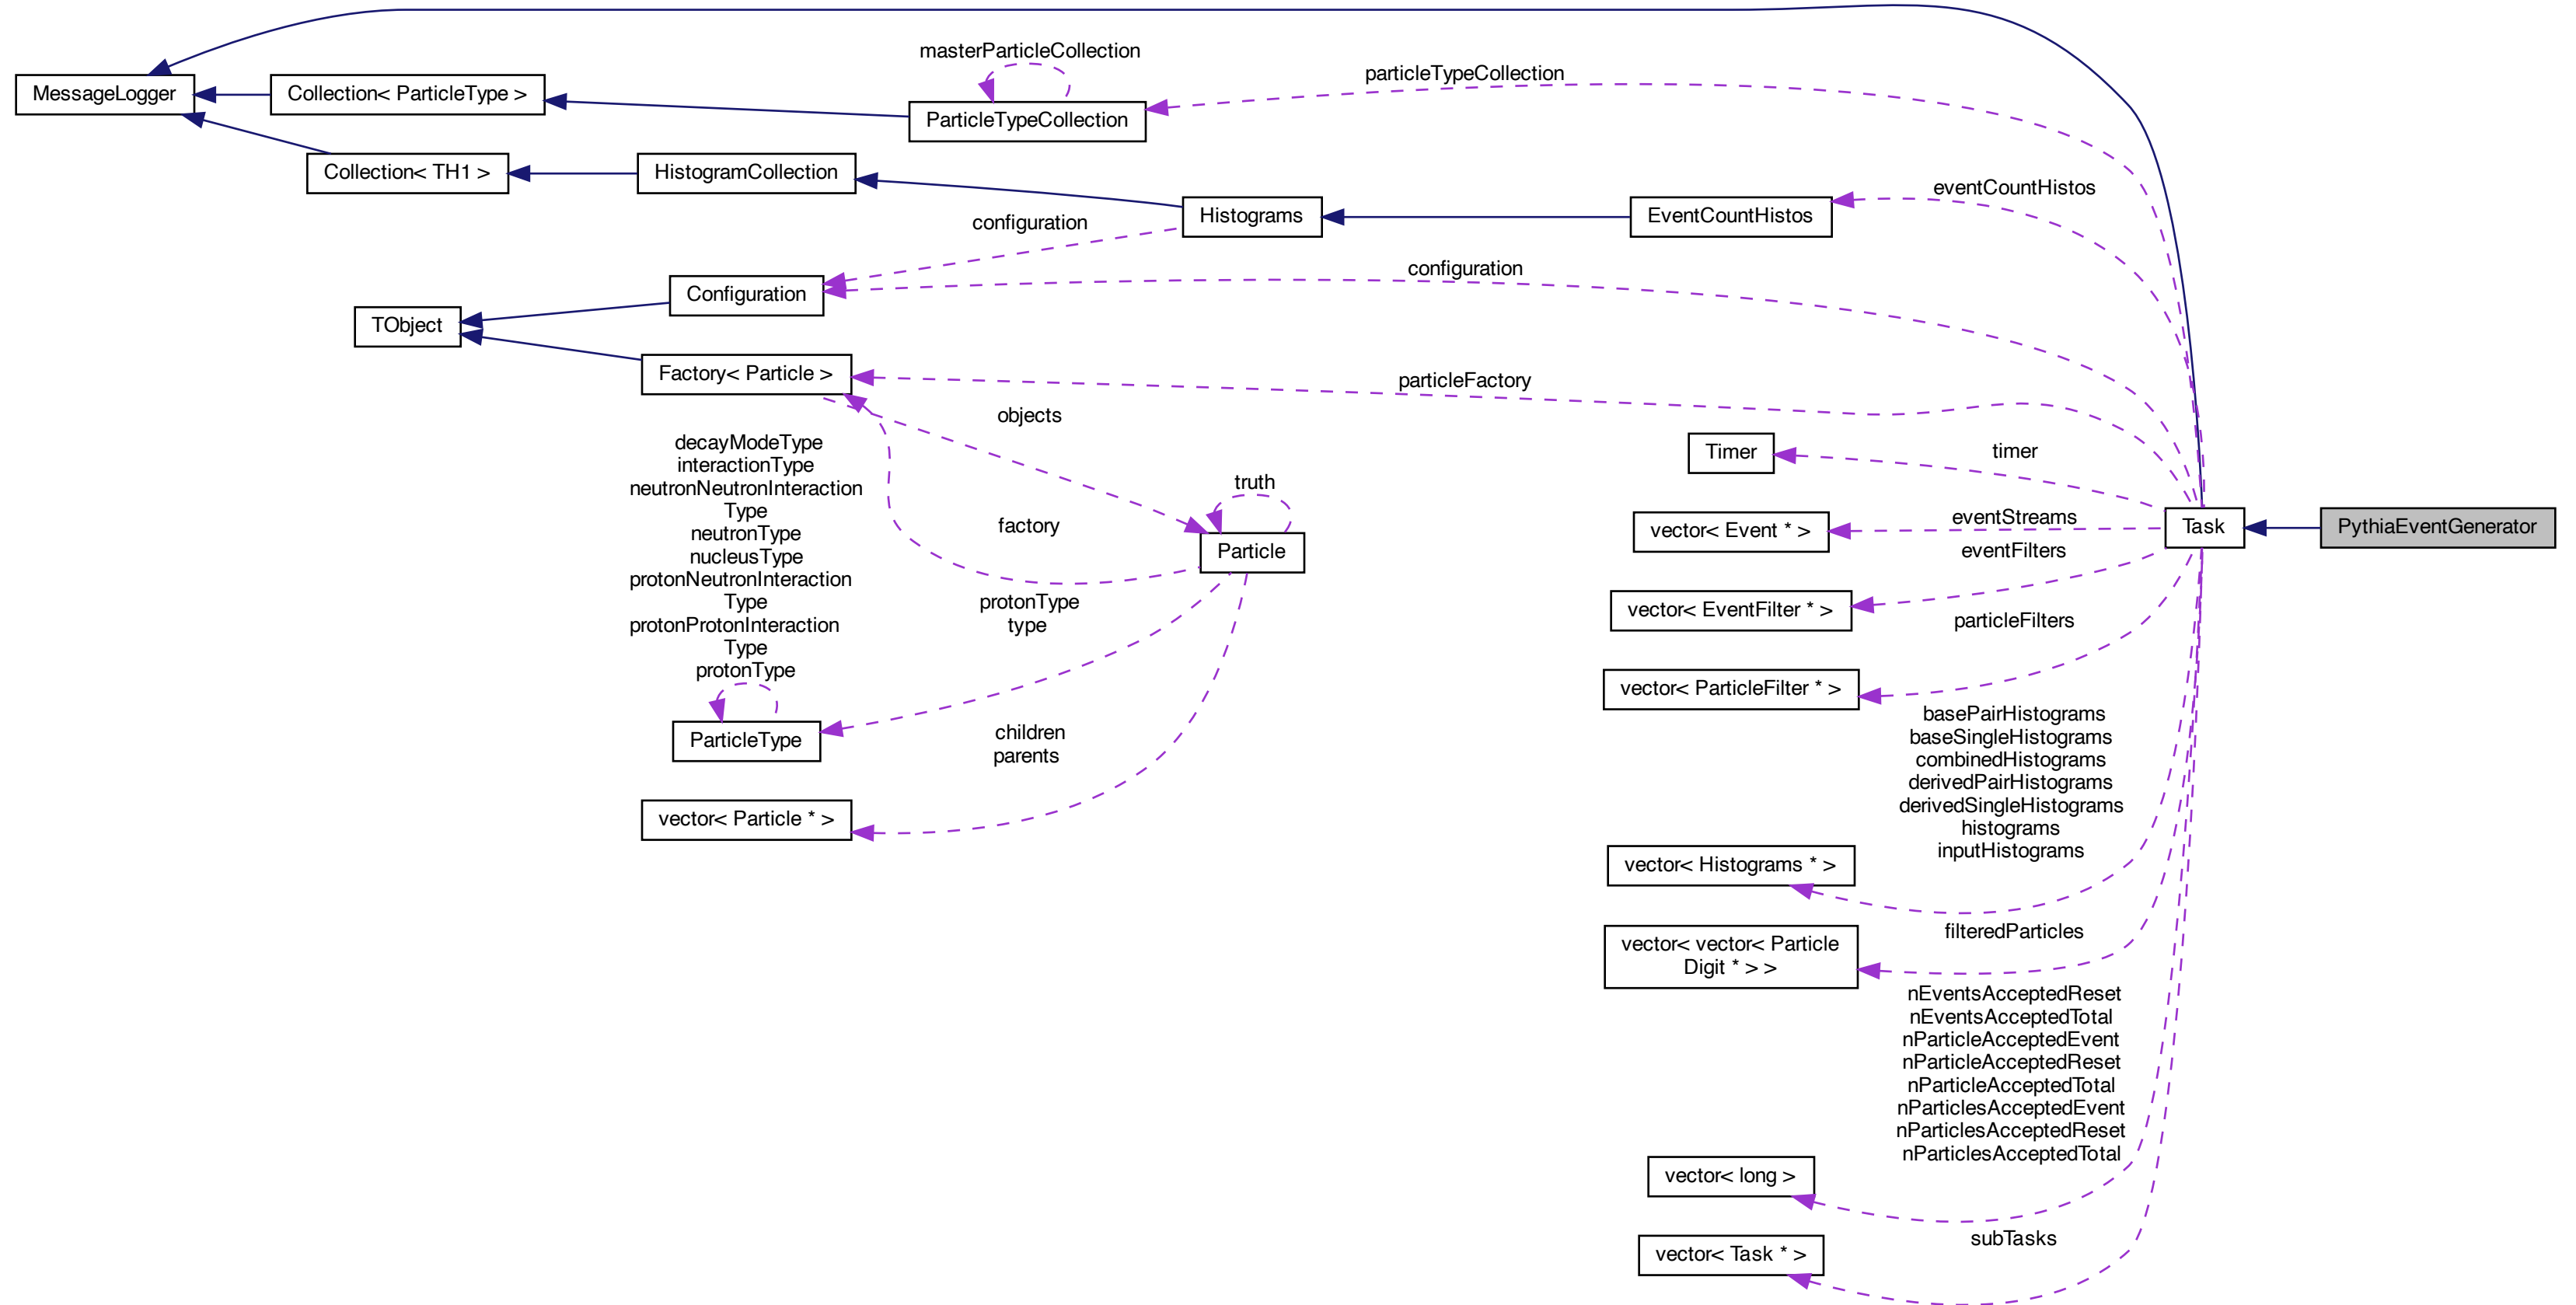 masterParticleCollection
particleTypeCollection
MessageLogger
Collection< ParticleType >
ParticleTypeCollection
Collection< TH1 >
HistogramCollection
eventCountHistos
configuration
Histograms
EventCountHistos
configuration
Configuration
TObject
Factory< Particle >
particleFactory
objects
decayModeType
interactionType
neutronNeutronInteraction
Type
neutronType
nucleusType
protonNeutronInteraction
Type
protonProtonInteraction
Type
protonType
truth
factory
Particle
protonType
type
ParticleType
children
parents
vector< Particle * >
Timer
timer
vector< Event * >
eventStreams
Task
PythiaEventGenerator
eventFilters
vector< EventFilter * >
particleFilters
vector< ParticleFilter * >
basePairHistograms
baseSingleHistograms
combinedHistograms
derivedPairHistograms
derivedSingleHistograms
histograms
inputHistograms
vector< Histograms * >
filteredParticles
vector< vector< Particle
Digit * > >
nEventsAcceptedReset
nEventsAcceptedTotal
nParticleAcceptedEvent
nParticleAcceptedReset
nParticleAcceptedTotal
nParticlesAcceptedEvent
nParticlesAcceptedReset
nParticlesAcceptedTotal
vector< long >
subTasks
vector< Task * >